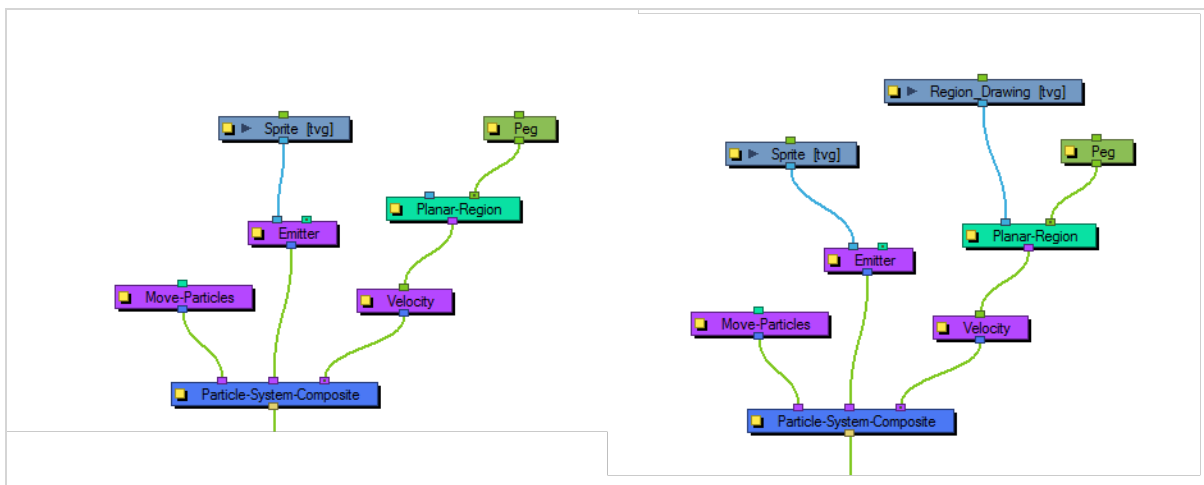 Sprite [tvg]
Peg
Planar-Region
Emitter
Move-Particles
Velocity
Particle-System-Composite
Region_Drawing [tvg]
Sprite [tvg]
Peg
Planar-Region
Emitter
Move-Particles
Velocity
Particle-System-Composite